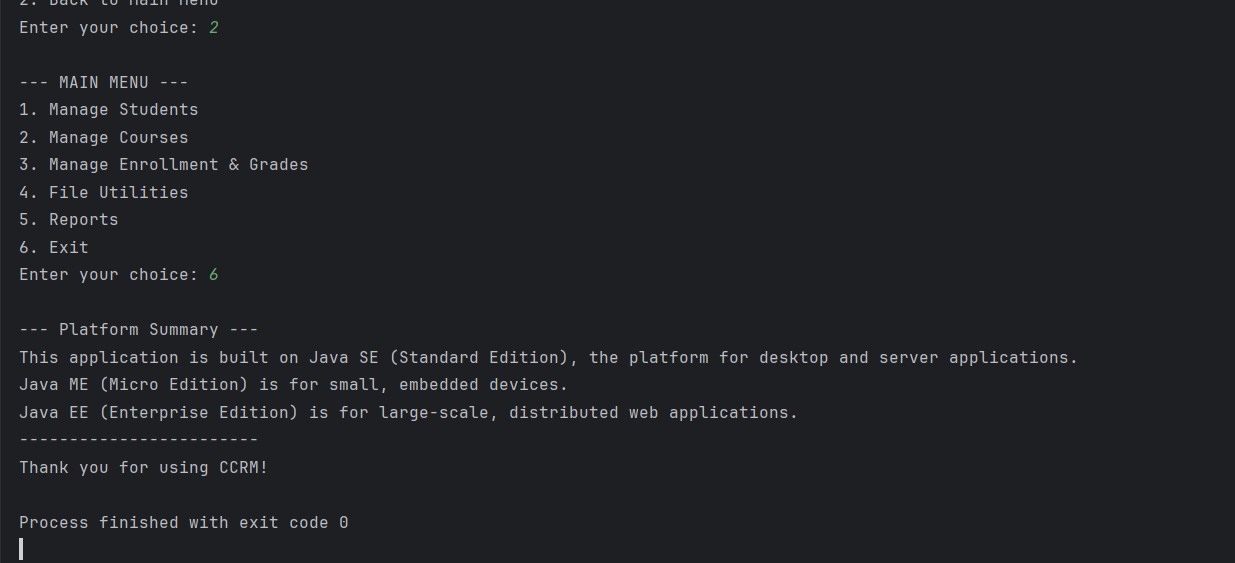 2. Back to Main Menu
Enter your choice: 2
--- MAIN MENU ---
1. Manage Students
2. Manage Courses
3. Manage Enrollment & Grades
4. File Utilities
5. Reports
6. Exit
Enter your choice: 6
--- Platform Summary ---
This application is built on Java SE (Standard Edition), the platform for desktop and server applications.
Java ME (Micro Edition) is for small, embedded devices.
Java EE (Enterprise Edition) is for large-scale, distributed web applications.
------------------------
Thank you for using CCRM!
Process finished with exit code 0